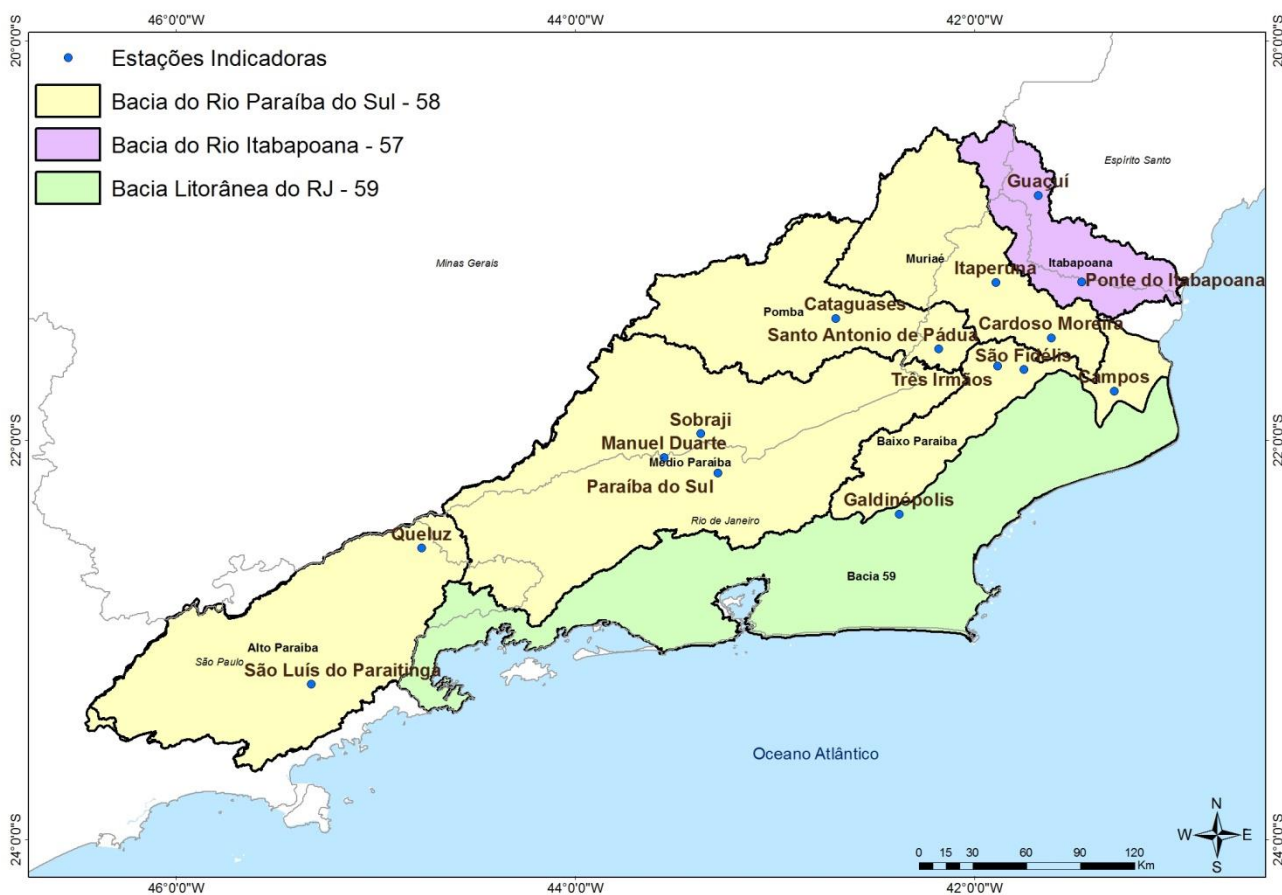 46°0'0"W
44°0'0"W
42°0'0"W
20°0'0"S
20°0'0"S
Estações Indicadoras
Bacia do Rio Paraíba do Sul - 58
Bacia do Rio Itabapoana - 57
Bacia Litorânea do RJ - 59
Espírito Santo
Guaçuí
Minas Gerais
Muriaé
Itabapoana
Itaperuna
Ponte do Itabapoana
Pomba
Cataguases
Santo Antonio de Pádua
Cardoso Moreira
São Fidélis
Três Irmãos
Campos
Sobraji
Manuel Duarte
Médio Paraiba
Baixo Paraiba
Paraíba do Sul
22°0'0"S
22°0'0"S
Galdinópolis
Rio de Janeiro
Queluz
Bacia 59
Alto Paraiba
São Paulo
São Luís do Paraitinga
Oceano Atlântico
N
W
E
S
24°0'0"S
24°0'0"S
0 15 30 60 90 120
Km
46°0'0"W
44°0'0"W
42°0'0"W